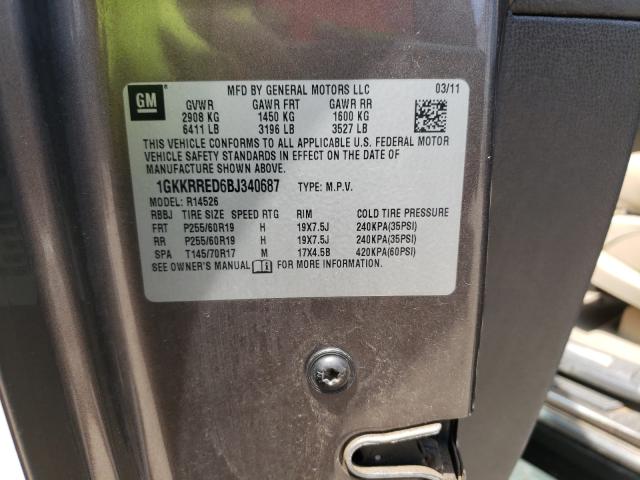 GM
MFD BY GENERAL MOTORS LLC 03/11
GVWR GAWR FRT GAWR RR
2908 KG 1450 KG 1600 KG
6411 LB 3196 LB 3527 LB
THIS VEHICLE CONFORMS TO ALL APPLICABLE U.S. FEDERAL MOTOR
VEHICLE SAFETY STANDARDS IN EFFECT ON THE DATE OF
MANUFACTURE SHOWN ABOVE.
1GKKRRED6BJ340687 TYPE: M.P.V.
MODEL: R14526
RBBJ TIRE SIZE SPEED RTG RIM COLD TIRE PRESSURE
FRT P255/60R19 H 19X7.5J 240KPA(35PSI)
RR P255/60R19 H 19X7.5J 240KPA(35PSI)
SPA T145/70R17 M 17X4.5B 420KPA(60PSI)
SEE OWNER'S MANUAL FOR MORE INFORMATION.